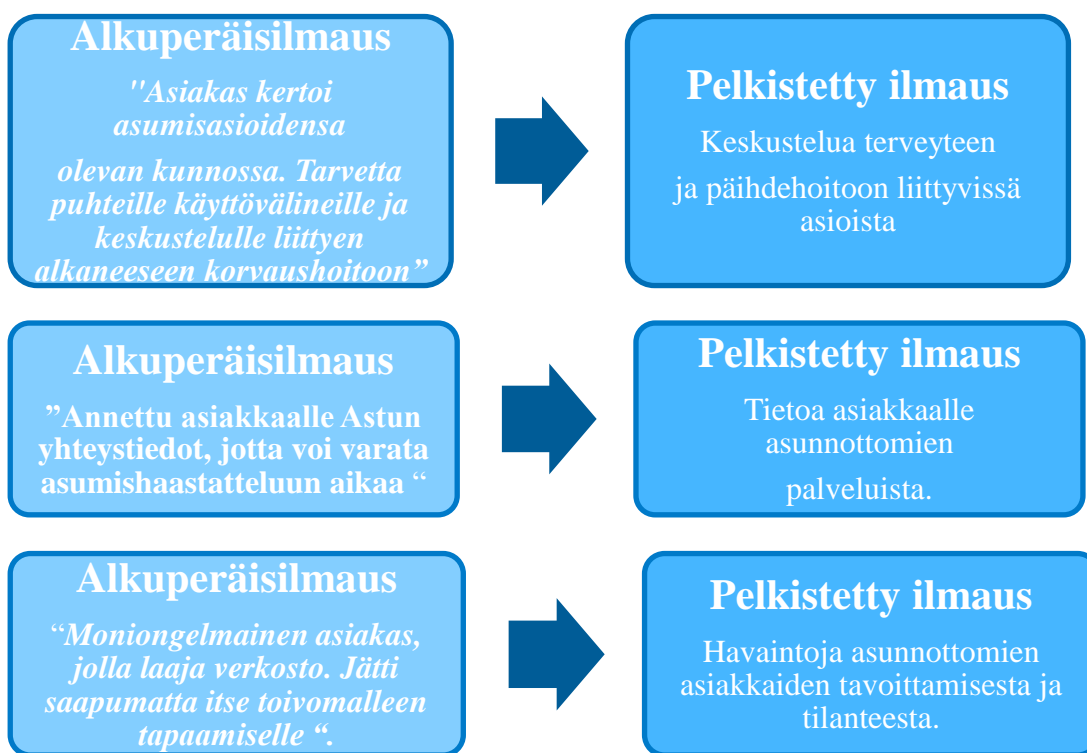 Alkuperäisilmaus
"Asiakas kertoi
asumisasioidensa
olevan kunnossa. Tarvetta
puhteille käyttövälineille ja
keskustelulle liittyen
alkaneeseen korvaushoitoon”
Pelkistetty ilmaus
Keskustelua terveyteen
ja päihdehoitoon liittyvissä
asioista
Alkuperäisilmaus
”Annettu asiakkaalle Astun
yhteystiedot, jotta voi varata
asumishaastatteluun aikaa “
Pelkistetty ilmaus
Tietoa asiakkaalle
asunnottomien
palveluista.
Alkuperäisilmaus
“Moniongelmainen asiakas,
jolla laaja verkosto. Jätti
saapumatta itse toivomalleen
tapaamiselle “.
Pelkistetty ilmaus
Havaintoja asunnottomien
asiakkaiden tavoittamisesta ja
tilanteesta.